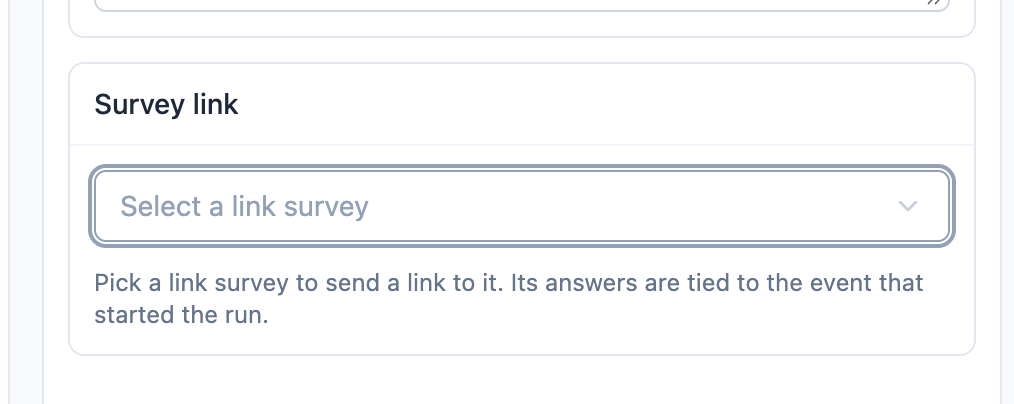 Survey link
Select a link survey
Pick a link survey to send a link to it. Its answers are tied to the event that
started the run.